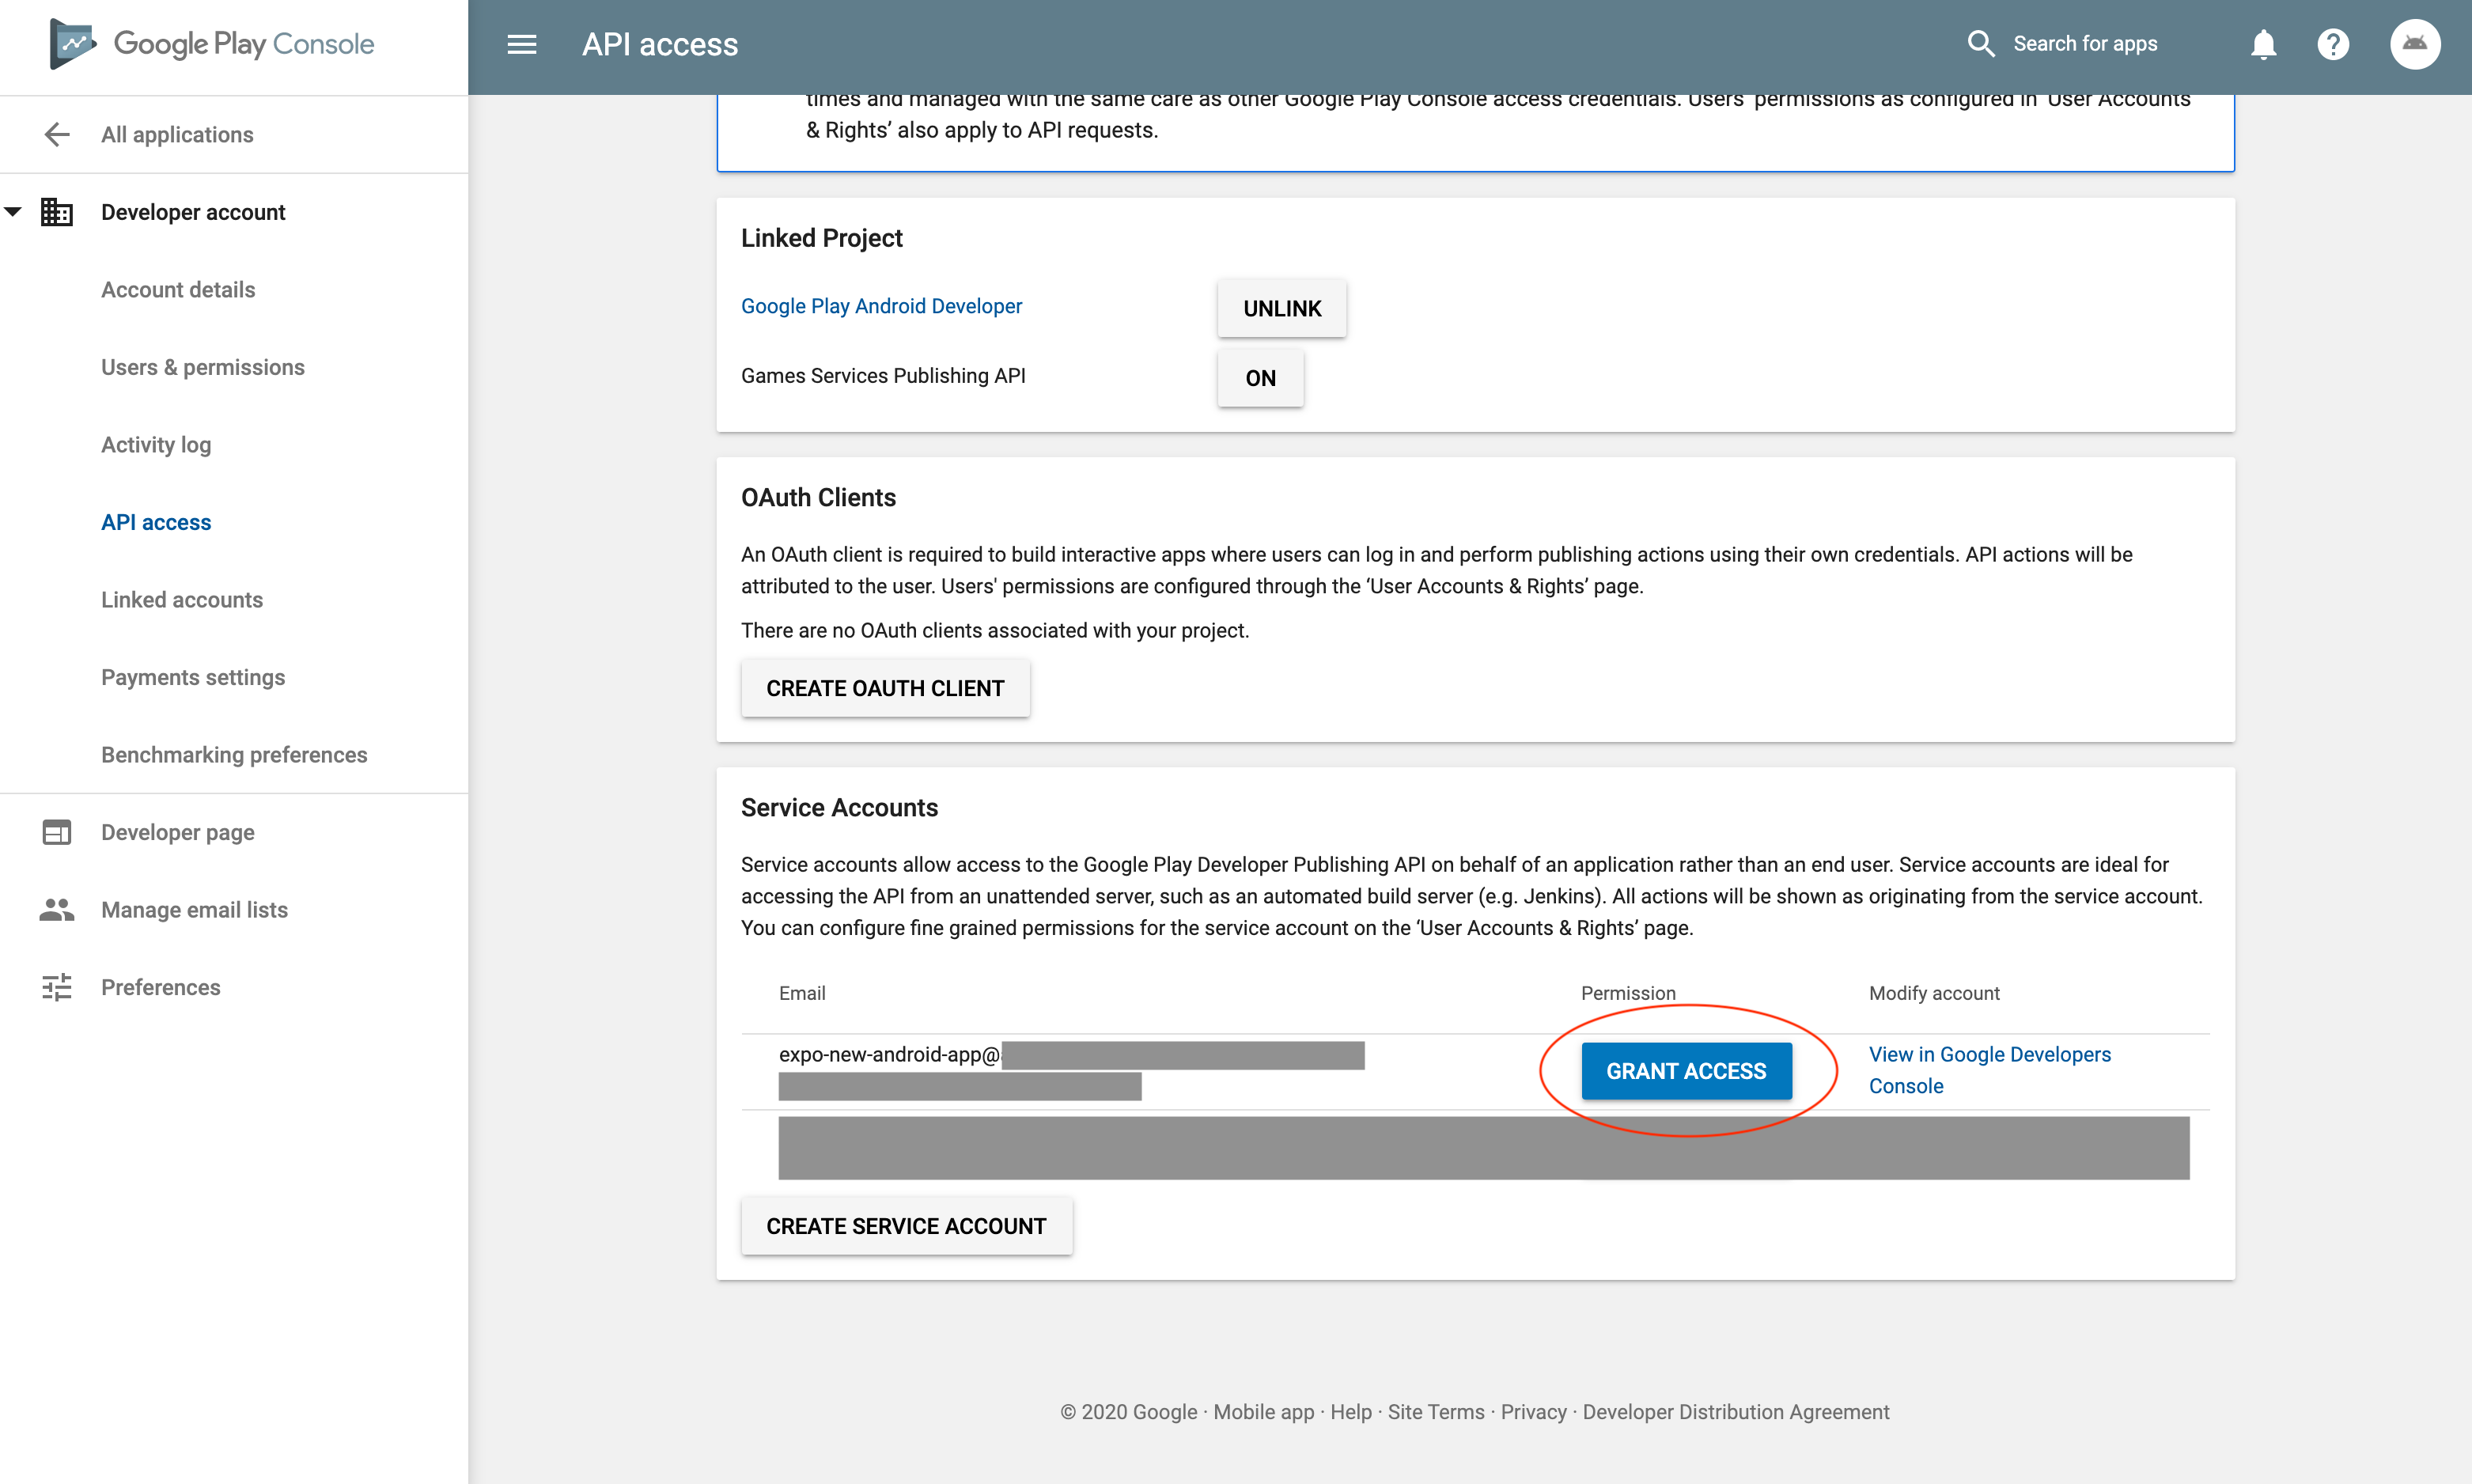 Google Play Console
API access
Search for apps
All applications
Developer account
Account details
Users & permissions
Activity log
API access
Linked accounts
Payments settings
Benchmarking preferences
Developer page
Manage email lists
Preferences
times and managed with the same care as other Google Play Console access credentials. Users' permissions as configured in 'User Accounts
& Rights’ also apply to API requests.
Linked Project
Google Play Android Developer
UNLINK
Games Services Publishing API
ON
OAuth Clients
An OAuth client is required to build interactive apps where users can log in and perform publishing actions using their own credentials. API actions will be
attributed to the user. Users' permissions are configured through the ‘User Accounts & Rights’ page.
There are no OAuth clients associated with your project.
CREATE OAUTH CLIENT
Service Accounts
Service accounts allow access to the Google Play Developer Publishing API on behalf of an application rather than an end user. Service accounts are ideal for
accessing the API from an unattended server, such as an automated build server (e.g. Jenkins). All actions will be shown as originating from the service account.
You can configure fine grained permissions for the service account on the ‘User Accounts & Rights’ page.
Email
Permission
Modify account
expo-new-android-app@
GRANT ACCESS
View in Google Developers
Console
CREATE SERVICE ACCOUNT
© 2020 Google · Mobile app · Help · Site Terms · Privacy · Developer Distribution Agreement